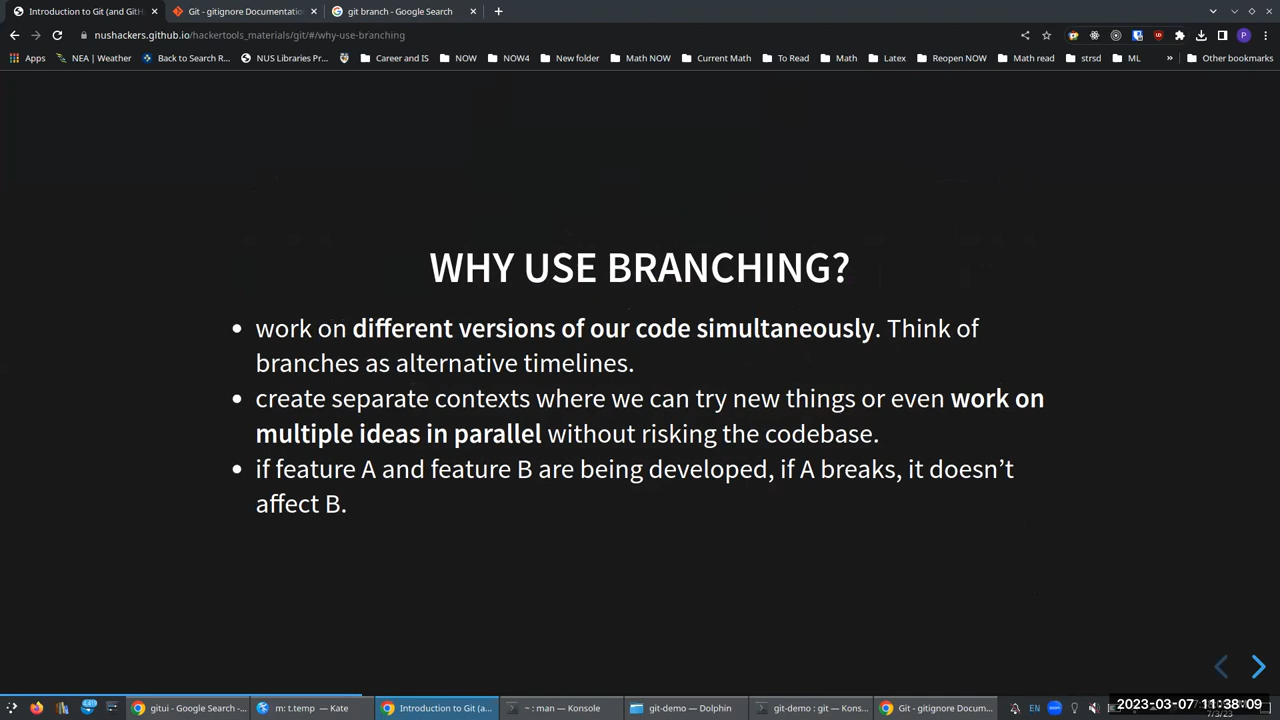 Introduction to Git (and GitH
Git - gitignore Documentatio
git branch - Google Search
nushackers.github.io/hackertools_materials/git/#/why-use-branching
Apps
NEA | Weather
Back to Search R...
NUS Libraries Pr...
Career and IS
NOW
NOW4
New folder
Math NOW
Current Math
To Read
Math
Latex
Reopen NOW
Math read
strsd
ML
»
Other bookmarks
WHY USE BRANCHING?
• work on different versions of our code simultaneously. Think of
branches as alternative timelines.
• create separate contexts where we can try new things or even work on
multiple ideas in parallel without risking the codebase.
• if feature A and feature B are being developed, if A breaks, it doesn’t
affect B.
gitui - Google Search -...
m: t.temp — Kate
Introduction to Git (a...
~ : man — Konsole
git-demo — Dolphin
git-demo : git — Kons...
Git - gitignore Docum...
EN
2023-03-07 11:38:09
7/3/23